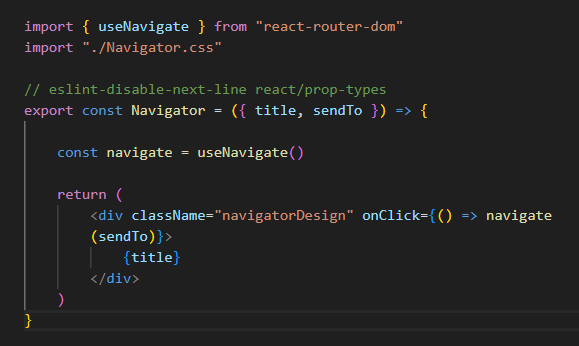 import { useNavigate } from "react-router-dom"
import "./Navigator.css"
// eslint-disable-next-line react/prop-types
export const Navigator = ({ title, sendTo }) => {
const navigate = useNavigate()
return (
<div className="navigatorDesign" onClick={() => navigate
(sendTo)}>
{title}
</div>
)
}